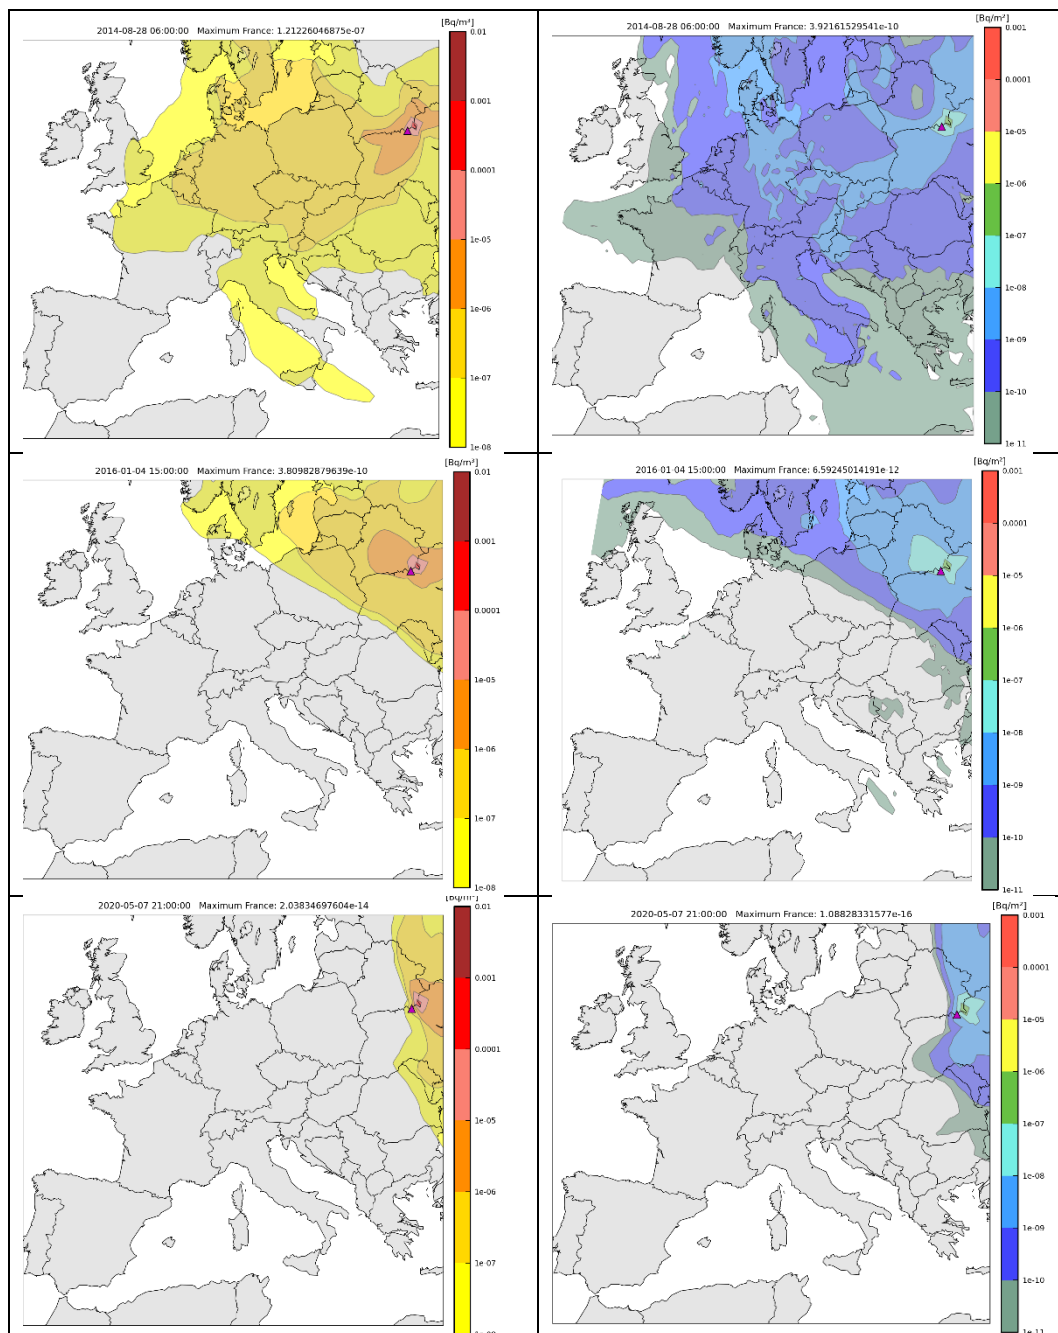 [Bq/m²]
2014-08-28 06:00:00 Maximum France: 1.21226046875e-07
0.01
0.001
0.0001
1e-05
1e-06
1e-07
1e-08
[Bq/m²]
2014-08-28 06:00:00 Maximum France: 3.92161529541e-10
0.001
0.0001
1e-05
1e-06
1e-07
1e-08
1e-09
1e-10
1e-11
[Bq/m²]
2016-01-04 15:00:00 Maximum France: 3.80982879639e-10
0.01
0.001
0.0001
1e-05
1e-06
1e-07
1e-08
[Bq/m²]
2016-01-04 15:00:00 Maximum France: 6.59245014191e-12
0.001
0.0001
1e-05
1e-06
1e-07
1e-08
1e-09
1e-10
1e-11
[Bq/m²]
2020-05-07 21:00:00 Maximum France: 2.03834697604e-14
0.01
0.001
0.0001
1e-05
1e-06
1e-07
1e-08
[Bq/m²]
2020-05-07 21:00:00 Maximum France: 1.08828331577e-16
0.001
0.0001
1e-05
1e-06
1e-07
1e-08
1e-09
1e-10
1e-11